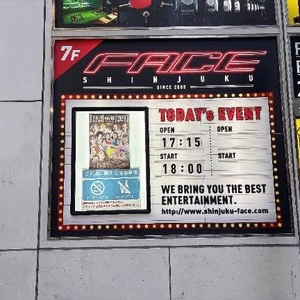 7F
FACE
SHINJUKU
SINCE 2005
TODAY's EVENT
OPEN OPEN
17:15
START START
18:00
WE BRING YOU THE BEST
ENTERTAINMENT.
http://www.shinjuku-face.com